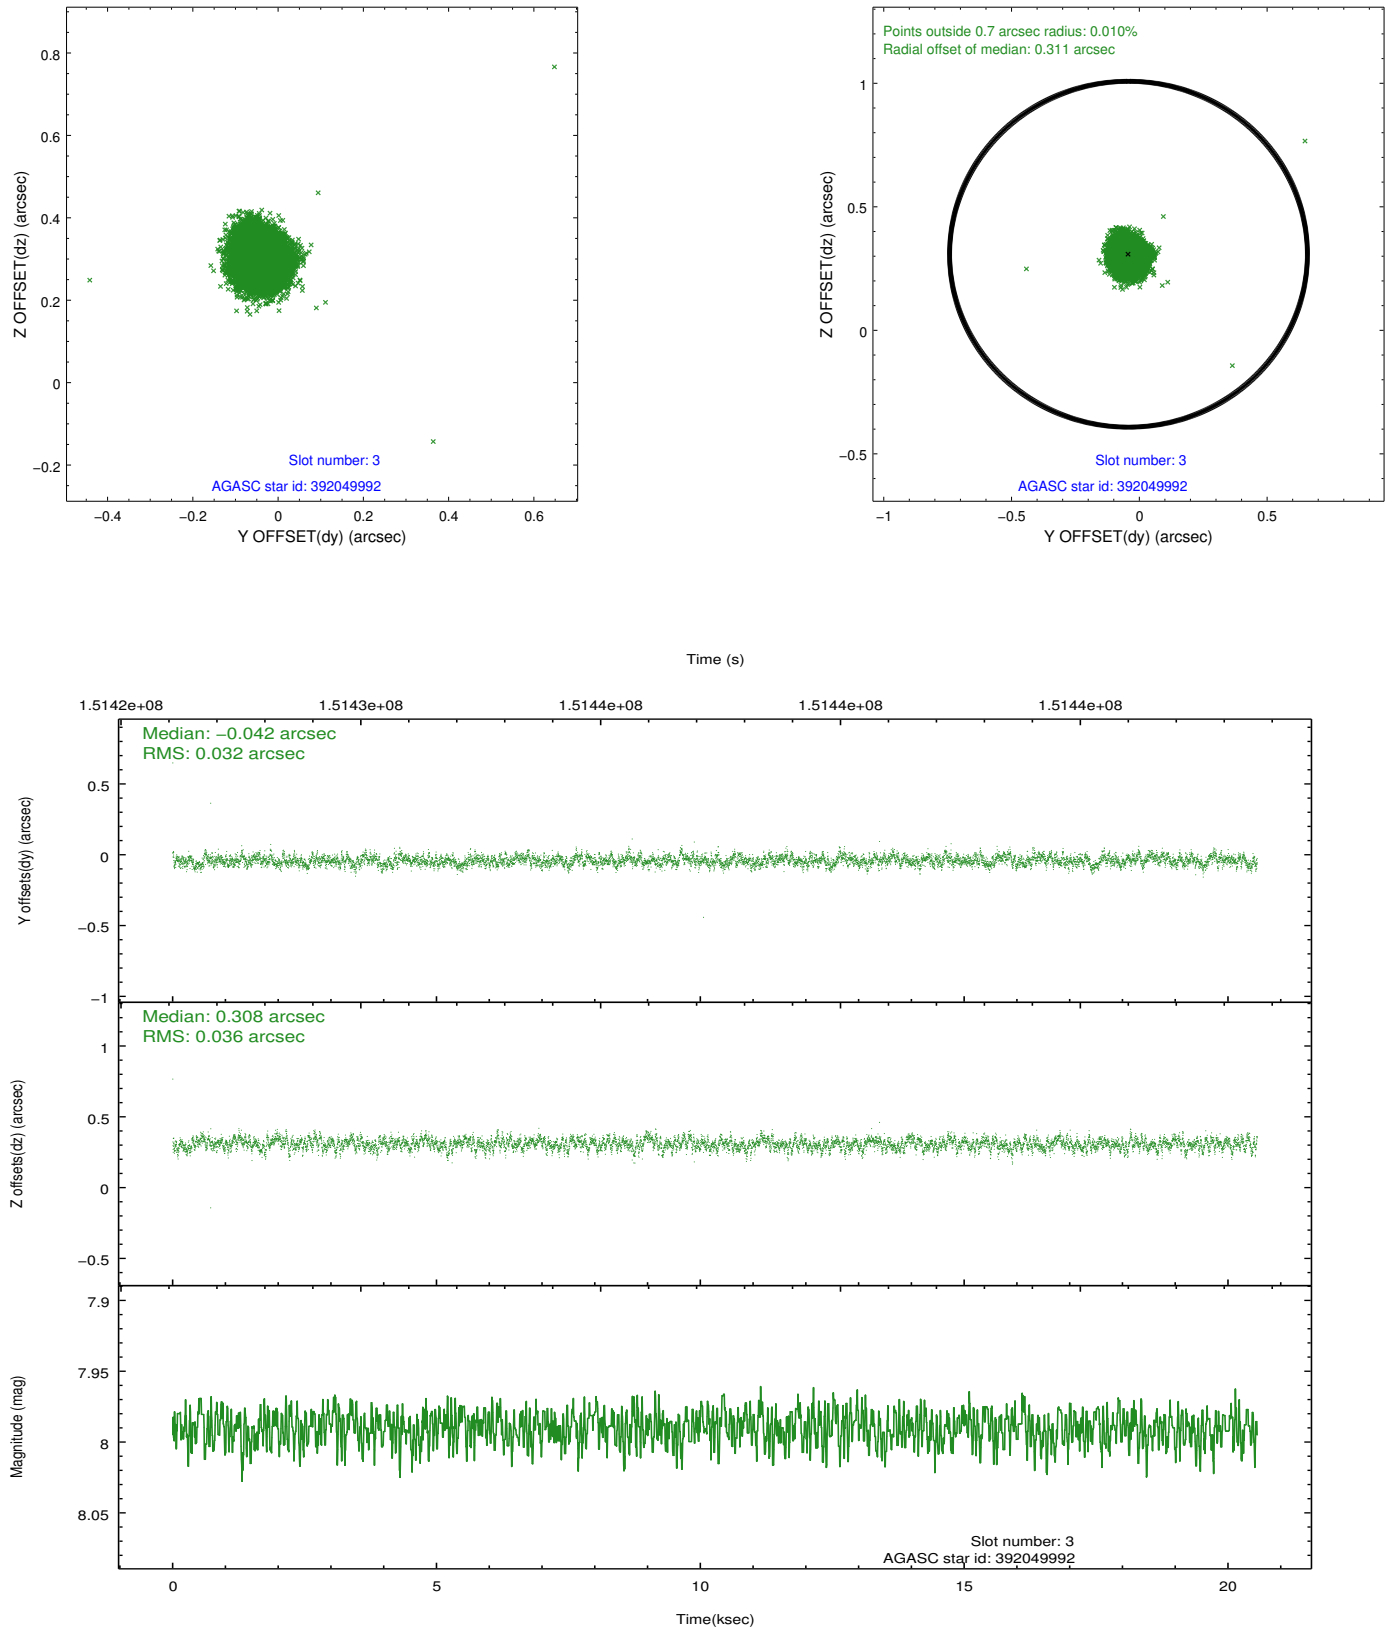 0.8
0.6
0.4
0.2
0
−0.2
Z OFFSET(dz) (arcsec)
Slot number: 3
AGASC star id: 392049992
−0.4
−0.2
0
0.2
0.4
0.6
Y OFFSET(dy) (arcsec)
Points outside 0.7 arcsec radius: 0.010%
Radial offset of median: 0.311 arcsec
1
0.5
0
−0.5
Z OFFSET(dz) (arcsec)
Slot number: 3
AGASC star id: 392049992
−1
−0.5
0
0.5
Y OFFSET(dy) (arcsec)
Time (s)
1.5142e+08
1.5143e+08
1.5144e+08
1.5144e+08
1.5144e+08
Median: −0.042 arcsec
RMS: 0.032 arcsec
0.5
0
−0.5
−1
Y offsets(dy) (arcsec)
Median: 0.308 arcsec
RMS: 0.036 arcsec
1
0.5
0
−0.5
Z offsets(dz) (arcsec)
7.9
7.95
8
8.05
Magnitude (mag)
Slot number: 3
AGASC star id: 392049992
0
5
10
15
20
Time(ksec)